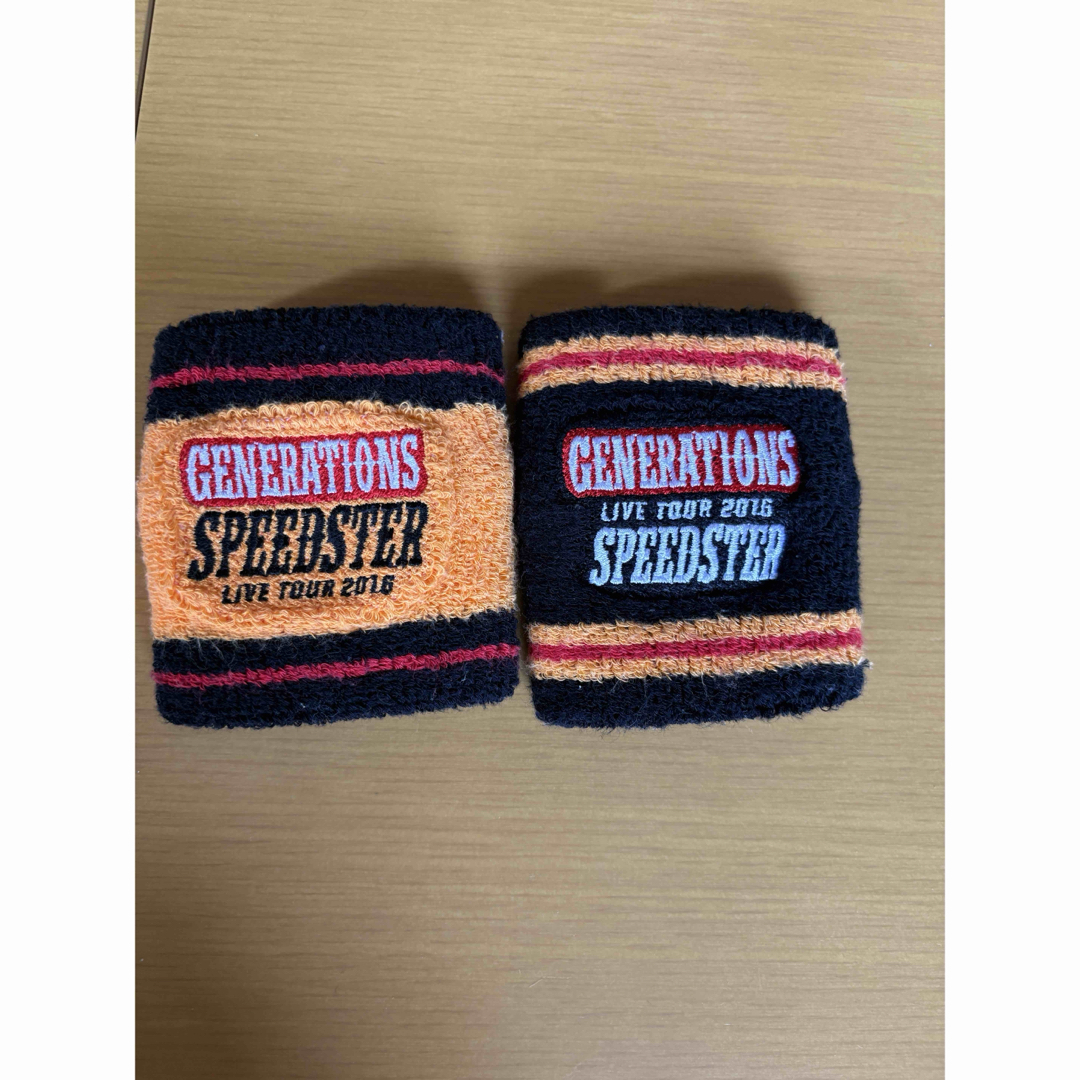 GENERATIONS
SPEEDSTER
LIVE TOUR 2016
GENERATIONS
LIVE TOUR 2016
SPEEDSTER